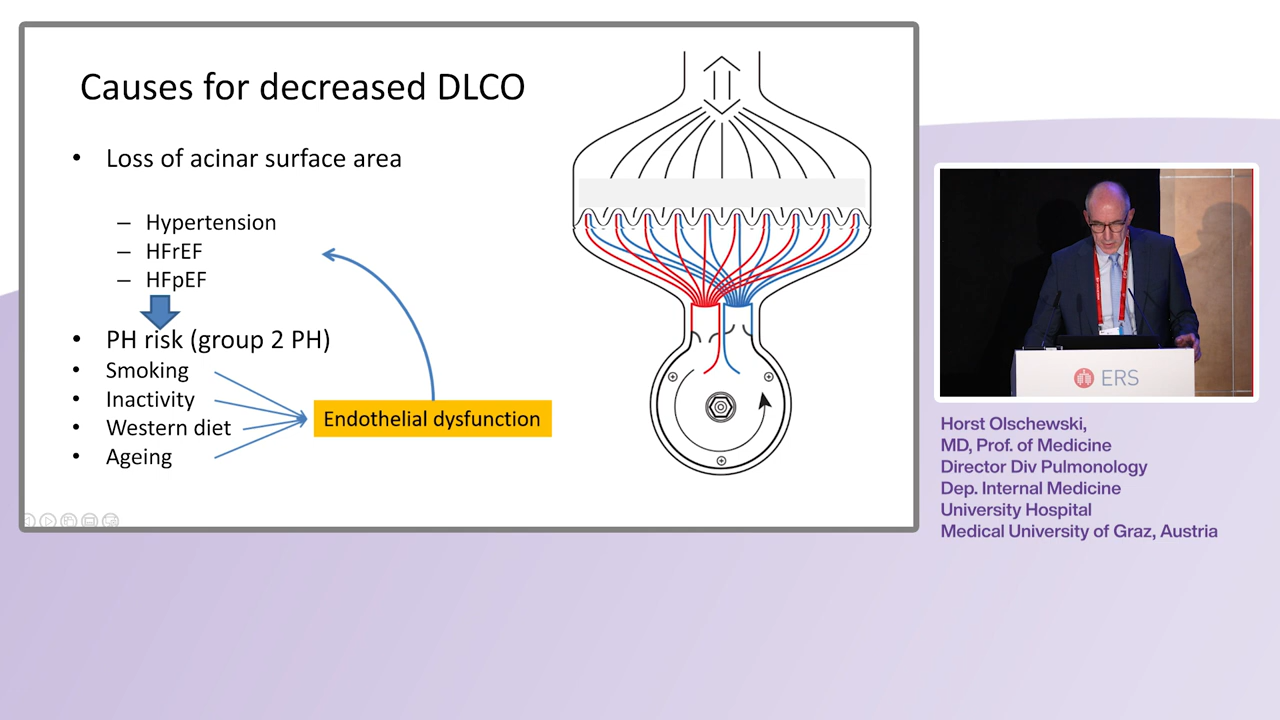 Causes for decreased DLCO
• Loss of acinar surface area
– Hypertension
– HFrEF
– HFpEF
• PH risk (group 2 PH)
• Smoking
• Inactivity
• Western diet
• Ageing
Endothelial dysfunction
ERS
Horst Olschewski,
MD, Prof. of Medicine
Director Div Pulmonology
Dep. Internal Medicine
University Hospital
Medical University of Graz, Austria